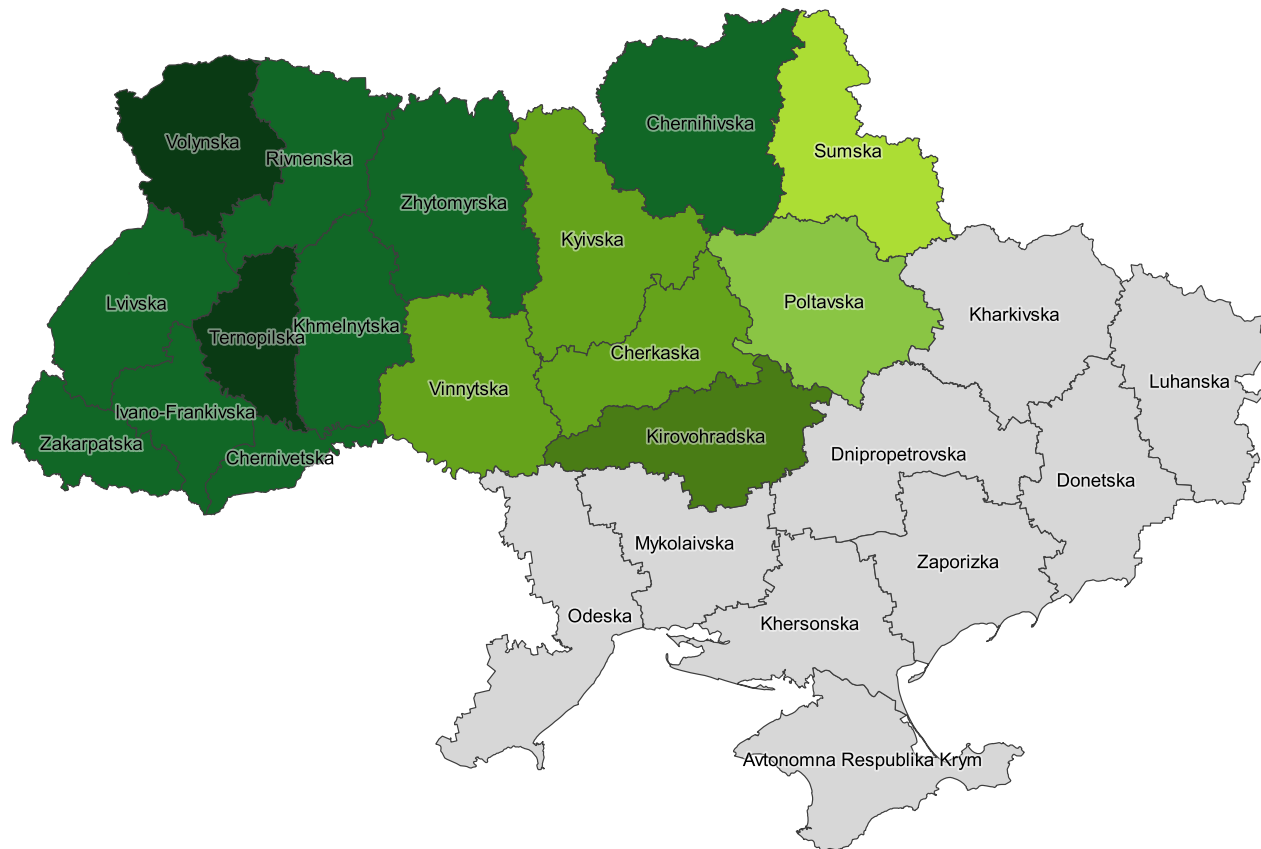 Chernihivska
Volynska
Sumska
Rivnenska
Zhytomyrska
Kyivska
Lvivska
Poltavska
Kharkivska
Khmelnytska
Ternopilska
Cherkaska
Luhanska
Vinnytska
Ivano-Frankivska
Kirovohradska
Zakarpatska
Chernivetska
Dnipropetrovska
Donetska
Mykolaivska
Zaporizka
Odeska
Khersonska
Avtonomna Respublika Krym